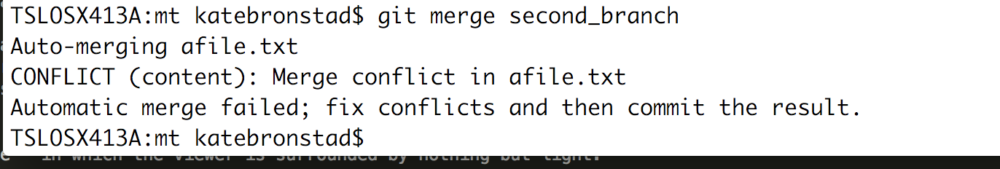 TSLOSX413A:mt katebronstad$ git merge second_branch
Auto-merging afile.txt
CONFLICT (content): Merge conflict in afile.txt
Automatic merge failed; fix conflicts and then commit the result.
TSLOSX413A:mt katebronstad$
in which the viewer is surrounded by nothing but light.